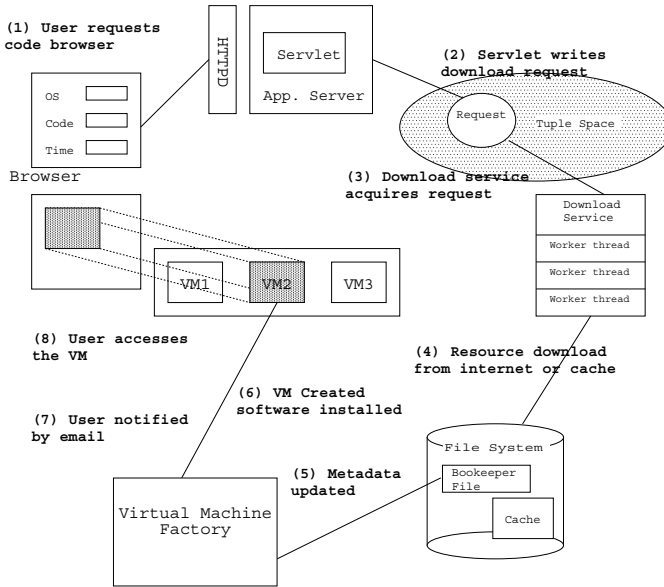 (1) User requests
code browser
HTTPD
Servlet
App. Server
(2) Servlet writes
download request
OS
Code
Time
Browser
Request
Tuple Space
(3) Download service
acquires request
Download
Service
Worker thread
Worker thread
Worker thread
VM1
VM2
VM3
(8) User accesses
the VM
(4) Resource download
from internet or cache
(6) VM Created
software installed
(7) User notified
by email
File System
Bookeeper
File
Cache
(5) Metadata
updated
Virtual Machine
Factory